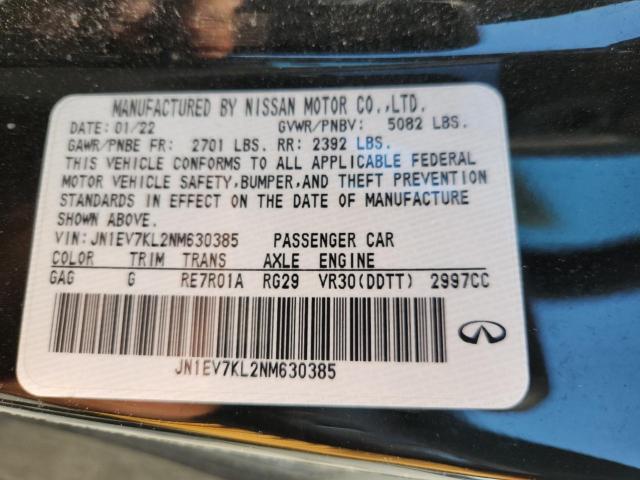 MANUFACTURED BY NISSAN MOTOR CO.,LTD.
DATE: 01/22 GVWR/PNBV: 5082 LBS.
GAWR/PNBE FR: 2701 LBS. RR: 2392 LBS.
THIS VEHICLE CONFORMS TO ALL APPLICABLE FEDERAL
MOTOR VEHICLE SAFETY,BUMPER,AND THEFT PREVENTION
STANDARDS IN EFFECT ON THE DATE OF MANUFACTURE
SHOWN ABOVE.
VIN:JN1EV7KL2NM630385 PASSENGER CAR
COLOR TRIM TRANS AXLE ENGINE
GAG G RE7R01A RG29 VR30(DDTT) 2997CC
JN1EV7KL2NM630385